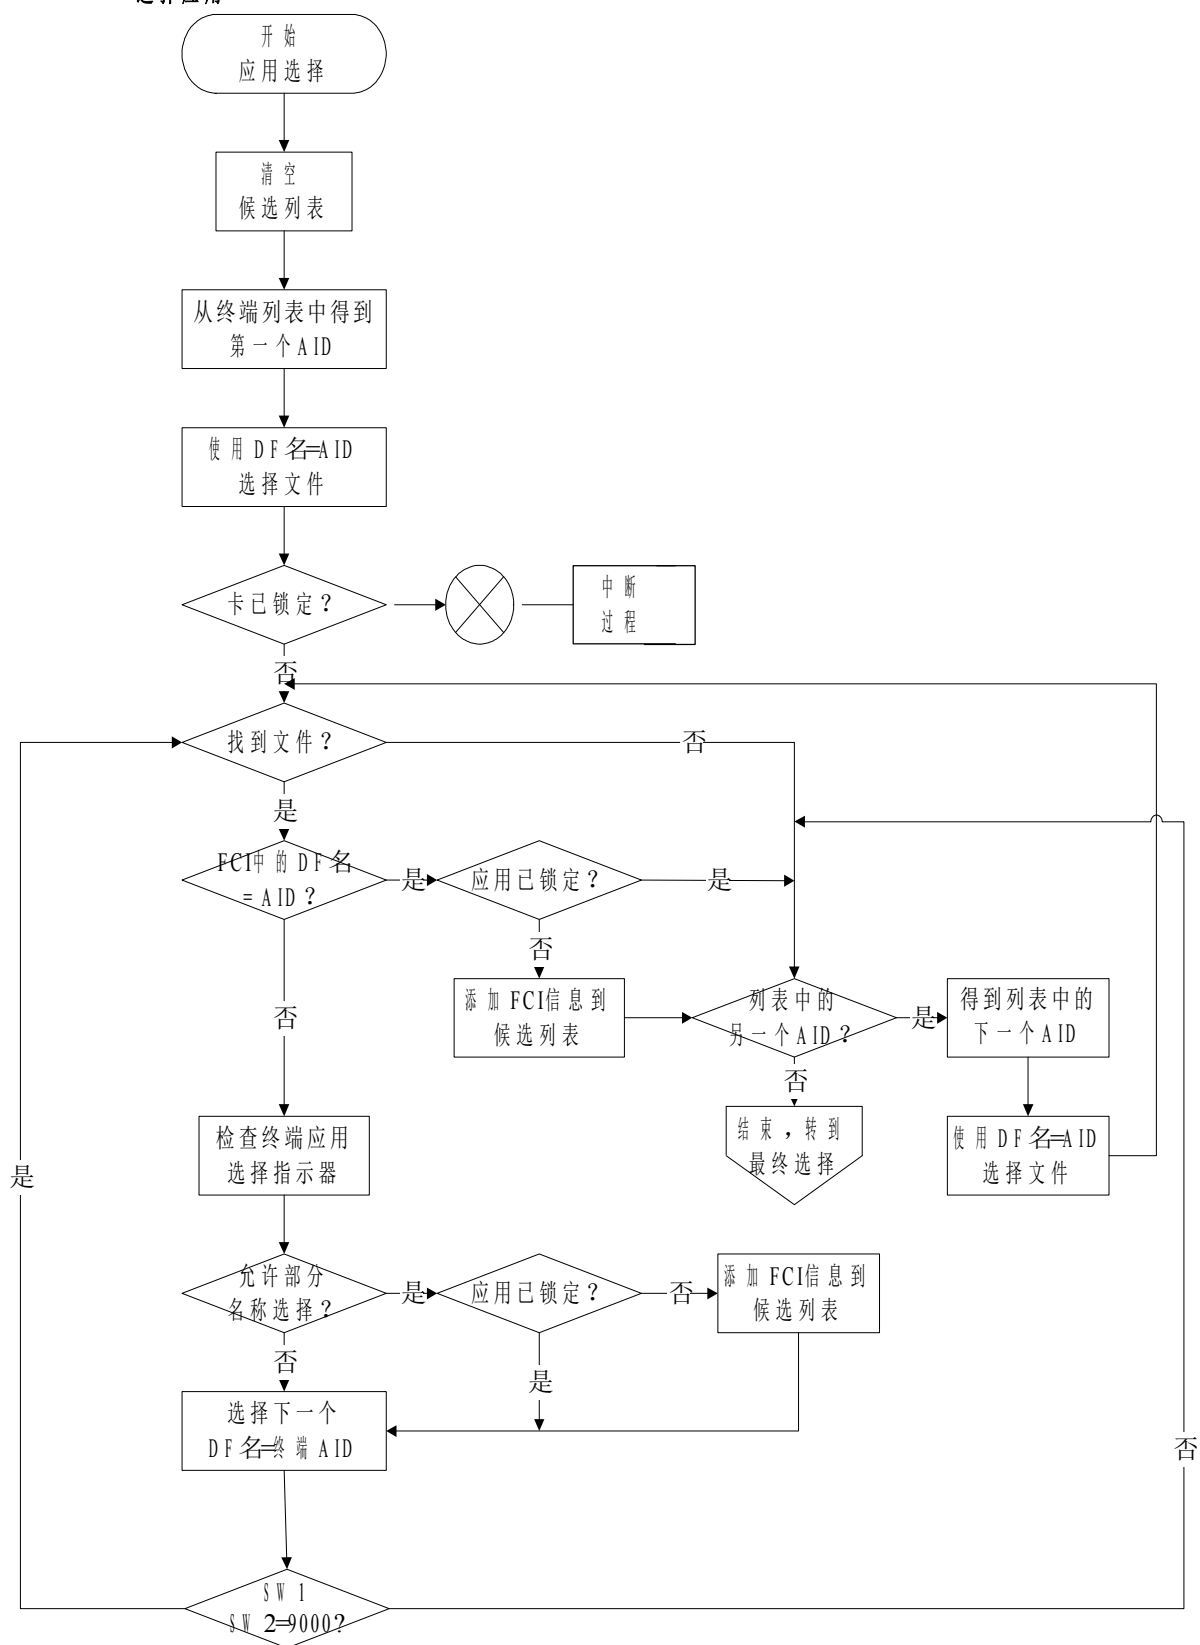 开始
应用选择
清空
候选列表
从终端列表中得到
第一个AID
使用DF名=AID
选择文件
卡已锁定?
中断
过程
否
找到文件?
否
是
FCI中的DF名
=AID?
是
应用已锁定?
是
否
否
添加FCI信息到
候选列表
列表中的
另一个AID?
是
得到列表中的
下一个AID
否
结束,转到
最终选择
使用DF名=AID
选择文件
检查终端应用
选择指示器
是
允许部分
名称选择?
是
应用已锁定?
否
添加FCI信息到
候选列表
否
是
选择下一个
DF名=终端AID
否
SW1
SW2=9000?